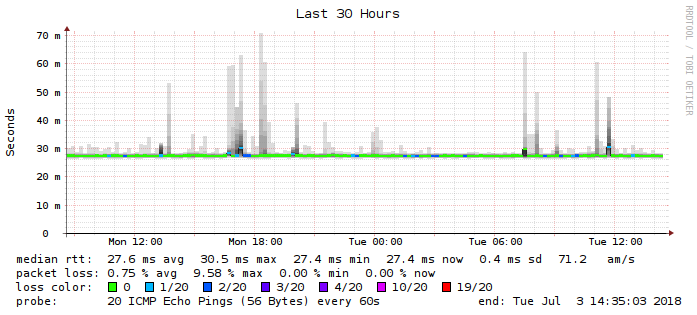 Last 30 Hours
RRDTOOL / TOBI OETIKER
Seconds
70 m
60 m
50 m
40 m
30 m
20 m
10 m
0
Mon 12:00 Mon 18:00 Tue 00:00 Tue 06:00 Tue 12:00
median rtt: 27.6 ms avg 30.5 ms max 27.4 ms min 27.4 ms now 0.4 ms sd 71.2 am/s
packet loss: 0.75 % avg 9.58 % max 0.00 % min 0.00 % now
loss color: 0 1/20 2/20 3/20 4/20 10/20 19/20
probe: 20 ICMP Echo Pings (56 Bytes) every 60s end: Tue Jul 3 14:35:03 2018